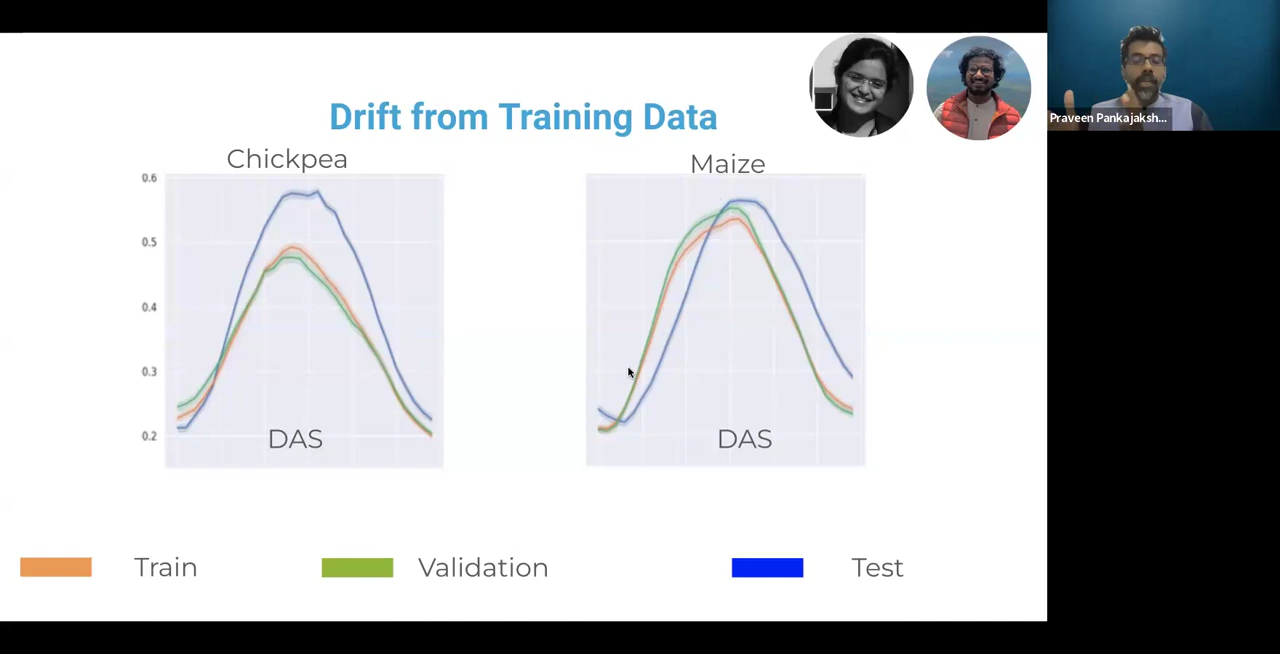 Drift from Training Data
Praveen Pankajaksh...
Chickpea
Maize
0.6
0.5
0.4
0.3
0.2
DAS
DAS
Train
Validation
Test